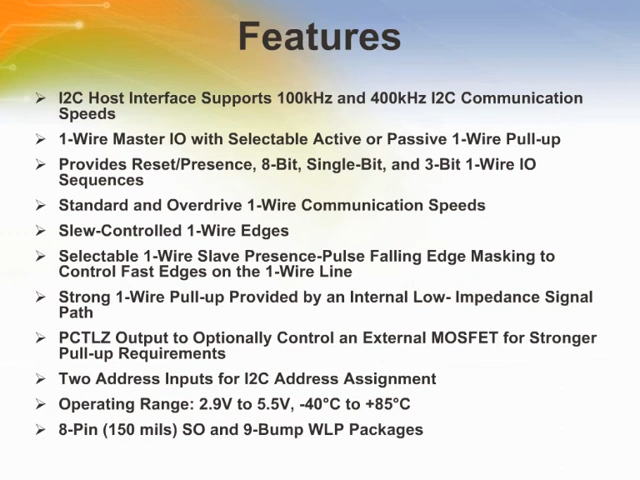 Features
I2C Host Interface Supports 100kHz and 400kHz I2C Communication
Speeds
1-Wire Master IO with Selectable Active or Passive 1-Wire Pull-up
Provides Reset/Presence, 8-Bit, Single-Bit, and 3-Bit 1-Wire IO
Sequences
Standard and Overdrive 1-Wire Communication Speeds
Slew-Controlled 1-Wire Edges
Selectable 1-Wire Slave Presence-Pulse Falling Edge Masking to
Control Fast Edges on the 1-Wire Line
Strong 1-Wire Pull-up Provided by an Internal Low- Impedance Signal
Path
PCTLZ Output to Optionally Control an External MOSFET for Stronger
Pull-up Requirements
Two Address Inputs for I2C Address Assignment
Operating Range: 2.9V to 5.5V, -40°C to +85°C
8-Pin (150 mils) SO and 9-Bump WLP Packages